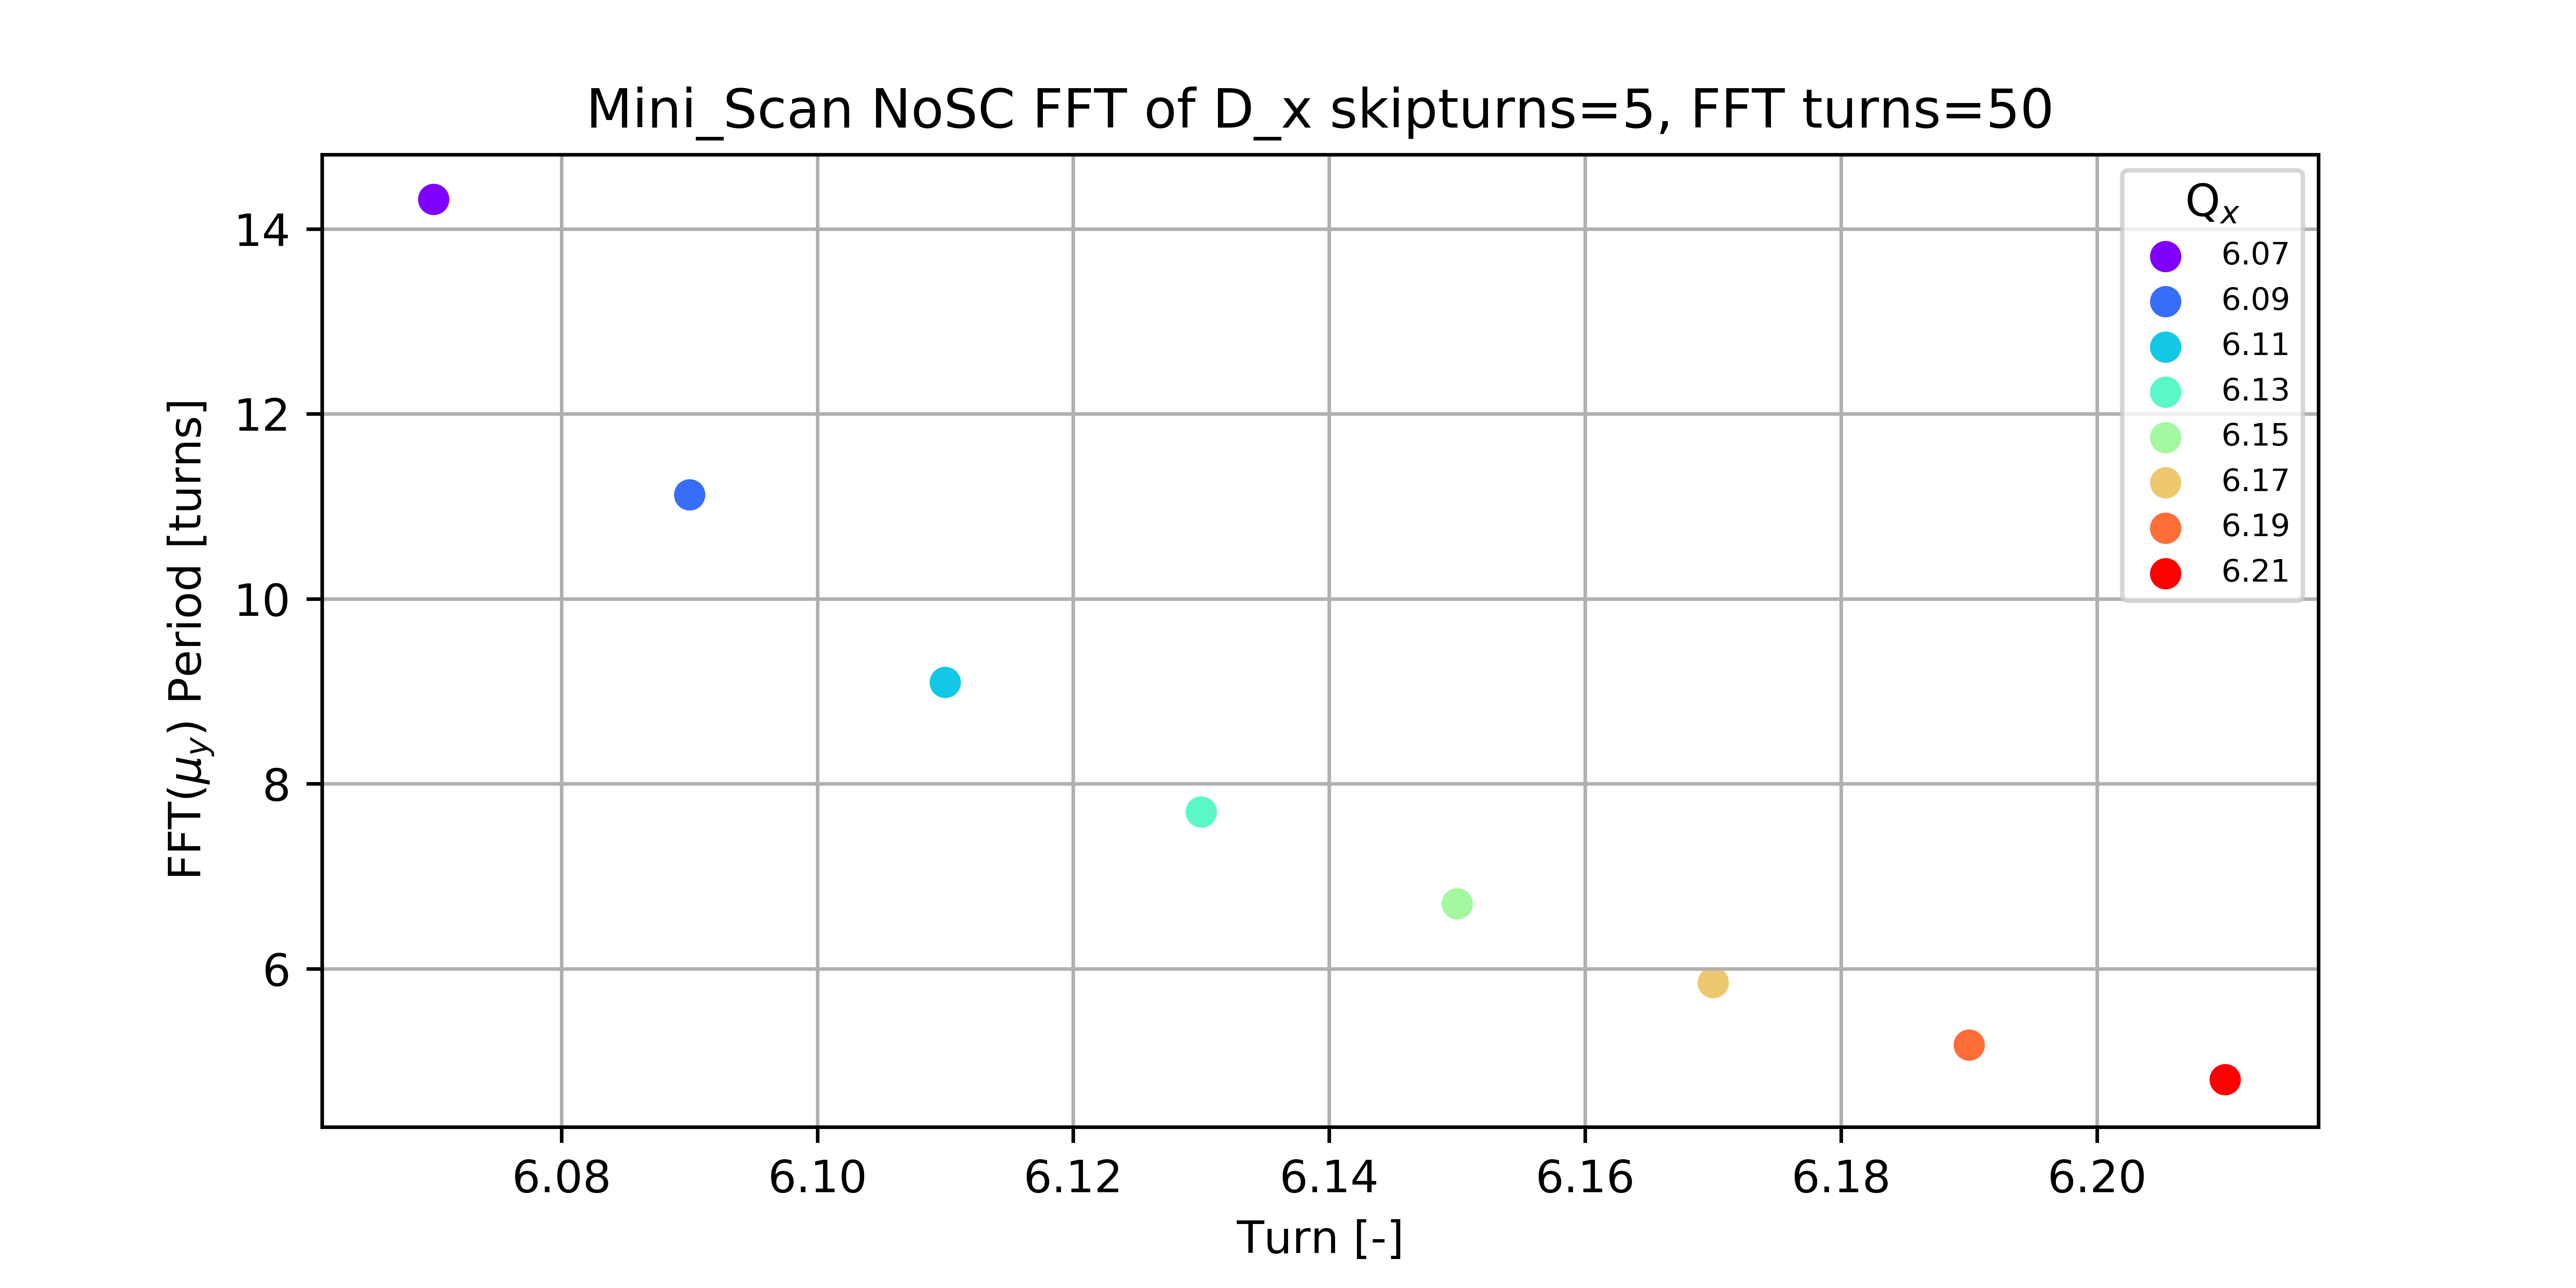 Mini_Scan NoSC FFT of D_x skipturns=5, FFT turns=50
FFT(μy) Period [turns]
14
12
10
8
6
6.08 6.10 6.12 6.14 6.16 6.18 6.20
Turn [-]
Qx
6.07
6.09
6.11
6.13
6.15
6.17
6.19
6.21